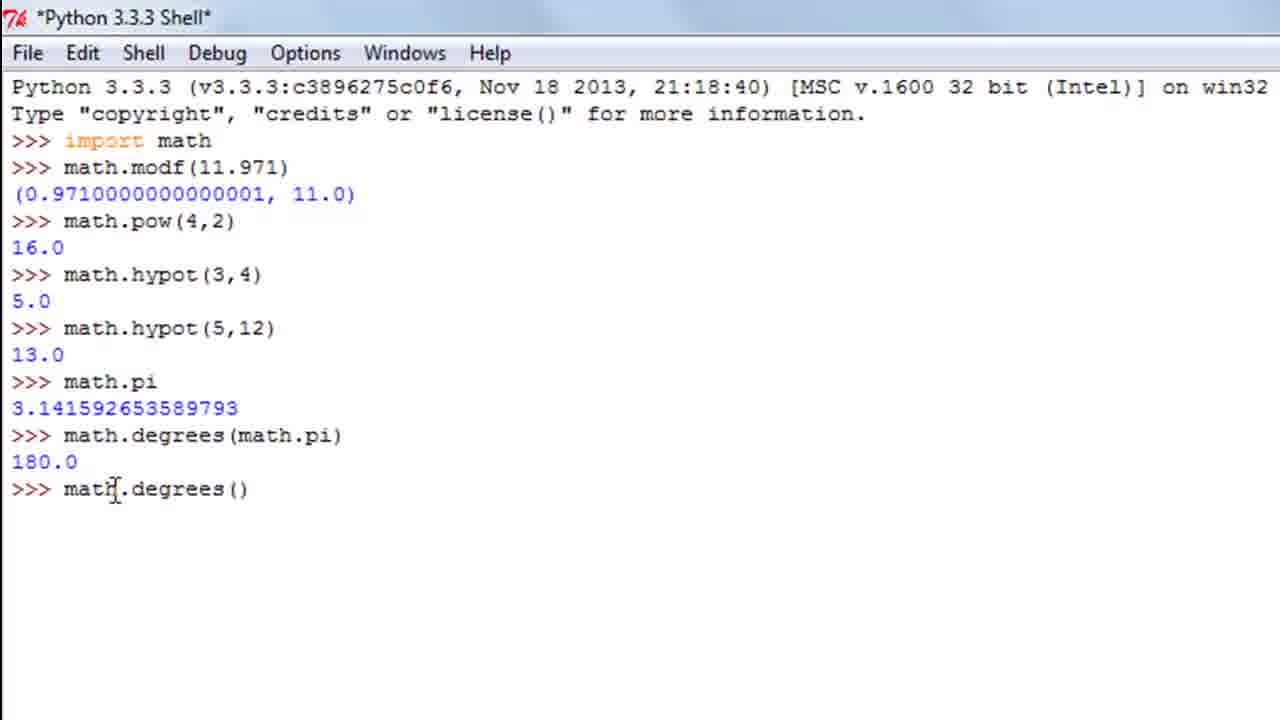 *Python 3.3.3 Shell*
File Edit Shell Debug Options Windows Help
Python 3.3.3 (v3.3.3:c3896275c0f6, Nov 18 2013, 21:18:40) [MSC v.1600 32 bit (Intel)] on win32
Type "copyright", "credits" or "license()" for more information.
>>> import math
>>> math.modf(11.971)
(0.9710000000000001, 11.0)
>>> math.pow(4,2)
16.0
>>> math.hypot(3,4)
5.0
>>> math.hypot(5,12)
13.0
>>> math.pi
3.141592653589793
>>> math.degrees(math.pi)
180.0
>>> math.degrees()